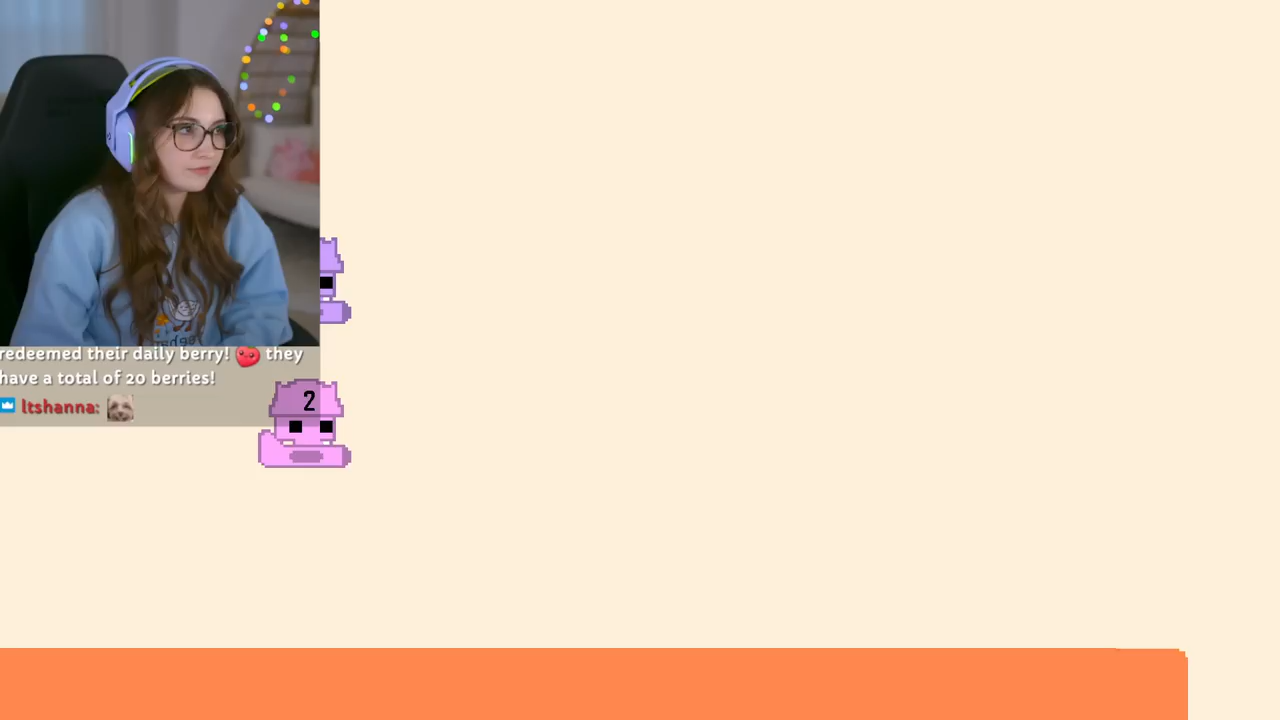 redeemed their daily berry! they
have a total of 20 berries!
ltshanna:
2